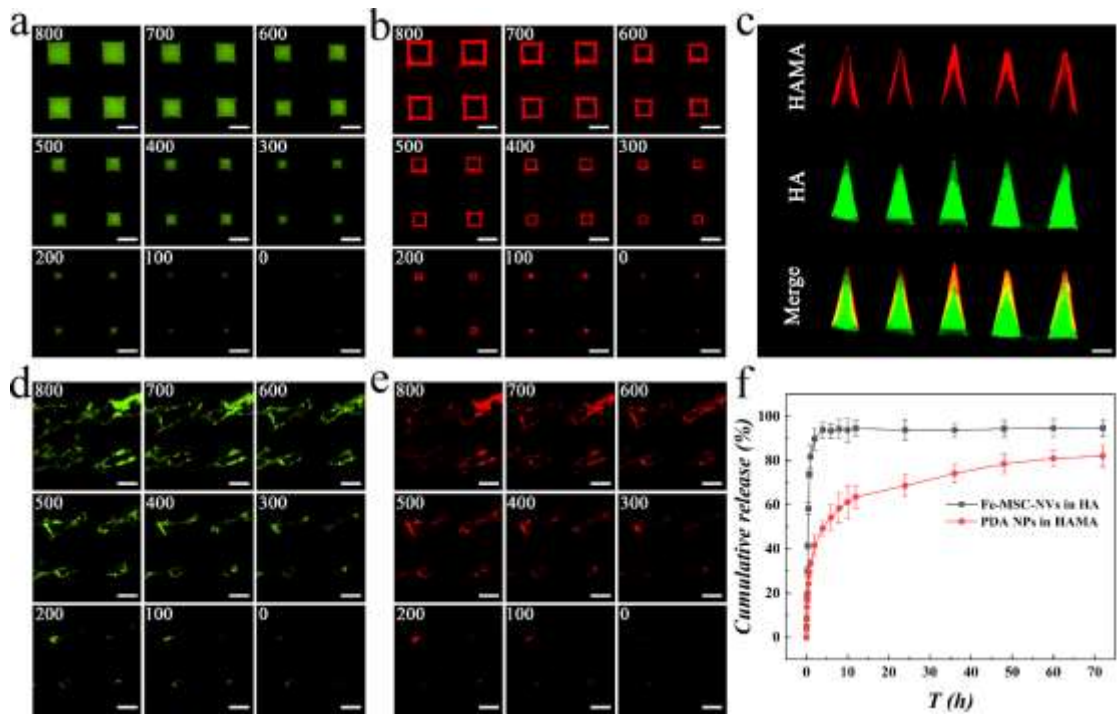 a
800 700 600
500 400 300
200 100 0
b
800 700 600
500 400 300
200 100 0
c
HAMA
HA
Merge
d
800 700 600
500 400 300
200 100 0
e
800 700 600
500 400 300
200 100 0
f
Cumulative release (%)
100
80
60
40
20
0
Fe-MSC-NVs in HA
PDA NPs in HAMA
0 10 20 30 40 50 60 70
T (h)